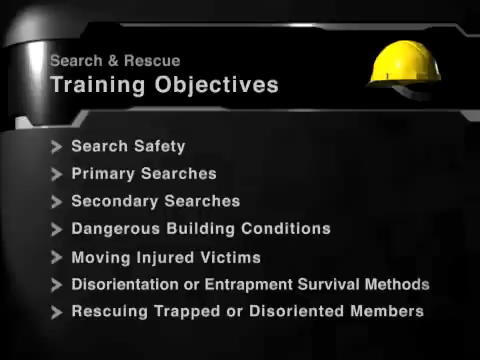 Search & Rescue
Training Objectives
Search Safety
Primary Searches
Secondary Searches
Dangerous Building Conditions
Moving Injured Victims
Disorientation or Entrapment Survival Methods
Rescuing Trapped or Disoriented Members